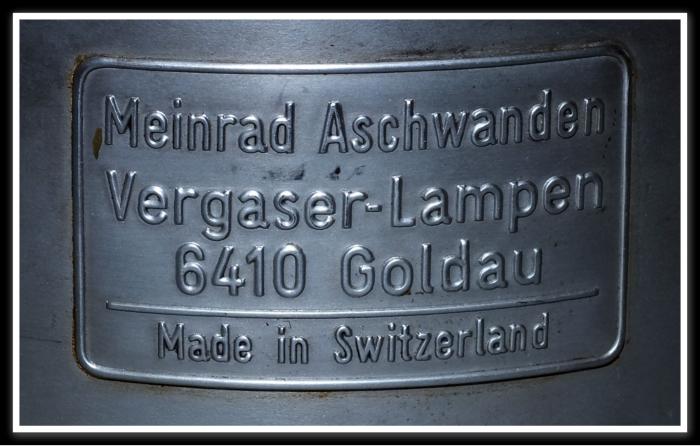 Meinrad Aschwanden
Vergaser-Lampen
6410 Goldau
Made in Switzerland